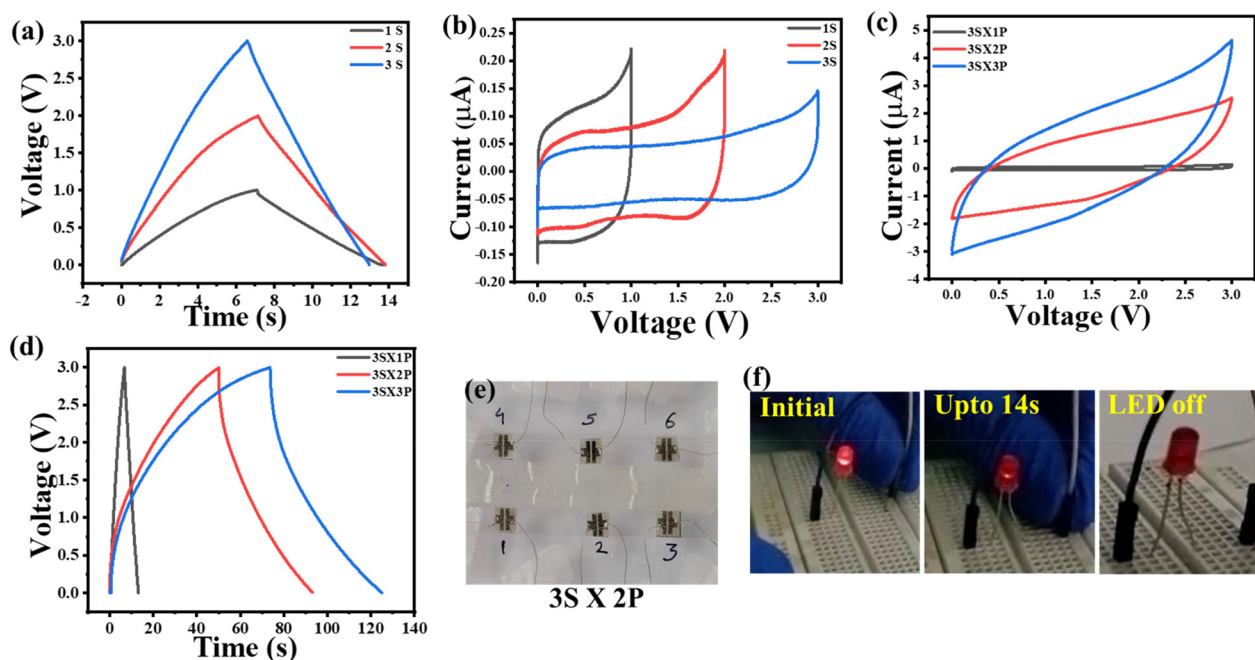 (a)
1 S
2 S
3 S
Voltage (V)
3.0
2.5
2.0
1.5
1.0
0.5
0.0
-2 0 2 4 6 8 10 12 14
Time (s)
(b)
1S
2S
3S
Current (μA)
0.25
0.20
0.15
0.10
0.05
0.00
-0.05
-0.10
-0.15
-0.20
0.0 0.5 1.0 1.5 2.0 2.5 3.0
Voltage (V)
(c)
3SX1P
3SX2P
3SX3P
Current (μA)
5
4
3
2
1
0
-1
-2
-3
-4
0.0 0.5 1.0 1.5 2.0 2.5 3.0
Voltage (V)
(d)
3SX1P
3SX2P
3SX3P
Voltage (V)
3.0
2.5
2.0
1.5
1.0
0.5
0.0
0 20 40 60 80 100 120 140
Time (s)
(e)
4 5 6
1 2 3
3S X 2P
(f)
Initial
Upto 14s
LED off